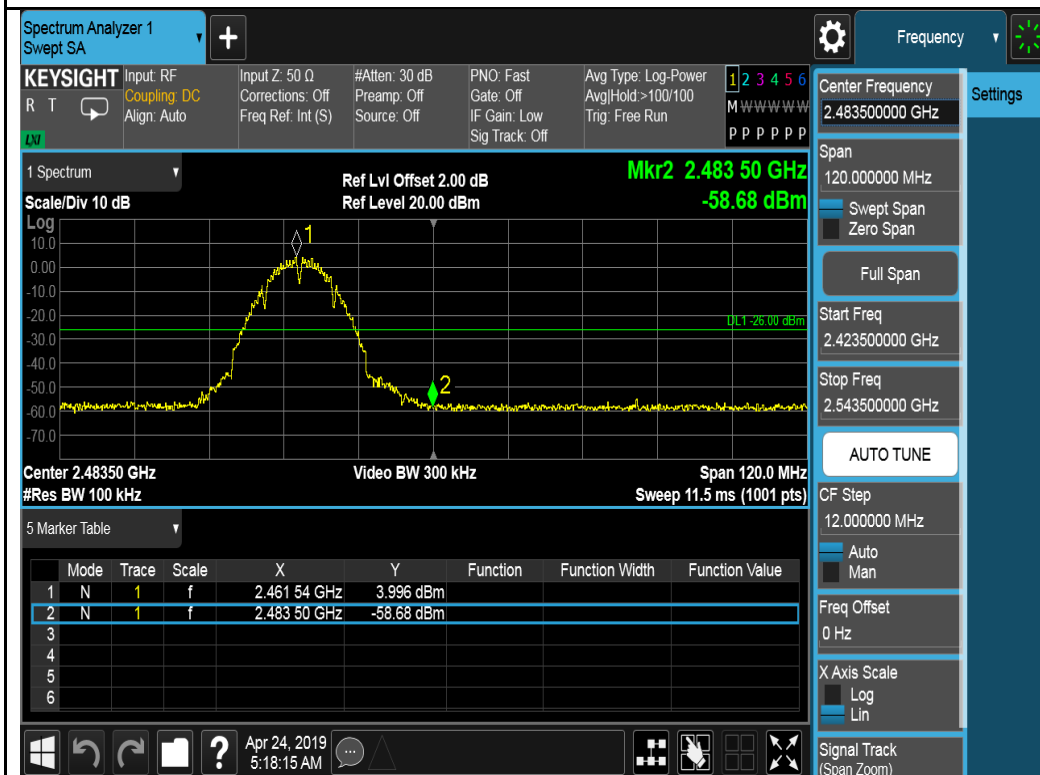 Spectrum Analyzer 1
Swept SA
+
Frequency
KEYSIGHT
R T
LXI
Input: RF
Coupling: DC
Align: Auto
Input Z: 50 Ω
Corrections: Off
Freq Ref: Int (S)
#Atten: 30 dB
Preamp: Off
Source: Off
PNO: Fast
Gate: Off
IF Gain: Low
Sig Track: Off
Avg Type: Log-Power
Avg|Hold:>100/100
Trig: Free Run
1 2 3 4 5 6
M W W W W W
P P P P P P
1 Spectrum
Scale/Div 10 dB
Ref Lvl Offset 2.00 dB
Ref Level 20.00 dBm
Mkr2 2.483 50 GHz
-58.68 dBm
Log
10.0
0.00
-10.0
-20.0
-30.0
-40.0
-50.0
-60.0
-70.0
1
DL1 -26.00 dBm
2
Center 2.48350 GHz
#Res BW 100 kHz
Video BW 300 kHz
Span 120.0 MHz
Sweep 11.5 ms (1001 pts)
5 Marker Table
Mode Trace Scale X Y Function Function Width Function Value
1 N 1 f 2.461 54 GHz 3.996 dBm
2 N 1 f 2.483 50 GHz -58.68 dBm
3
4
5
6
?
Apr 24, 2019
5:18:15 AM
Center Frequency
2.483500000 GHz
Settings
Span
120.000000 MHz
Swept Span
Zero Span
Full Span
Start Freq
2.423500000 GHz
Stop Freq
2.543500000 GHz
AUTO TUNE
CF Step
12.000000 MHz
Auto
Man
Freq Offset
0 Hz
X Axis Scale
Log
Lin
Signal Track
(Span Zoom)